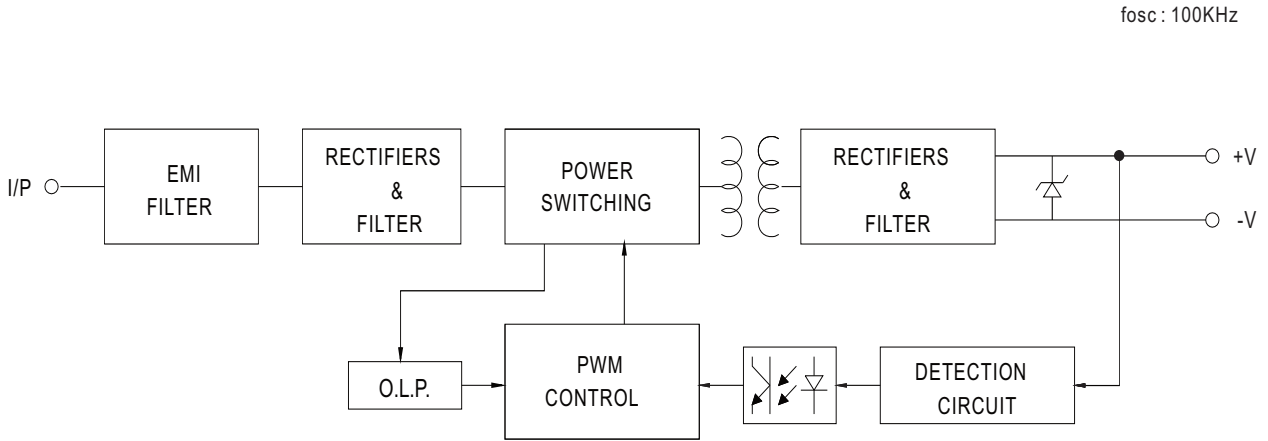 fosc : 100KHz
I/P
EMI
FILTER
RECTIFIERS
&
FILTER
POWER
SWITCHING
RECTIFIERS
&
FILTER
+V
-V
O.L.P.
PWM
CONTROL
DETECTION
CIRCUIT